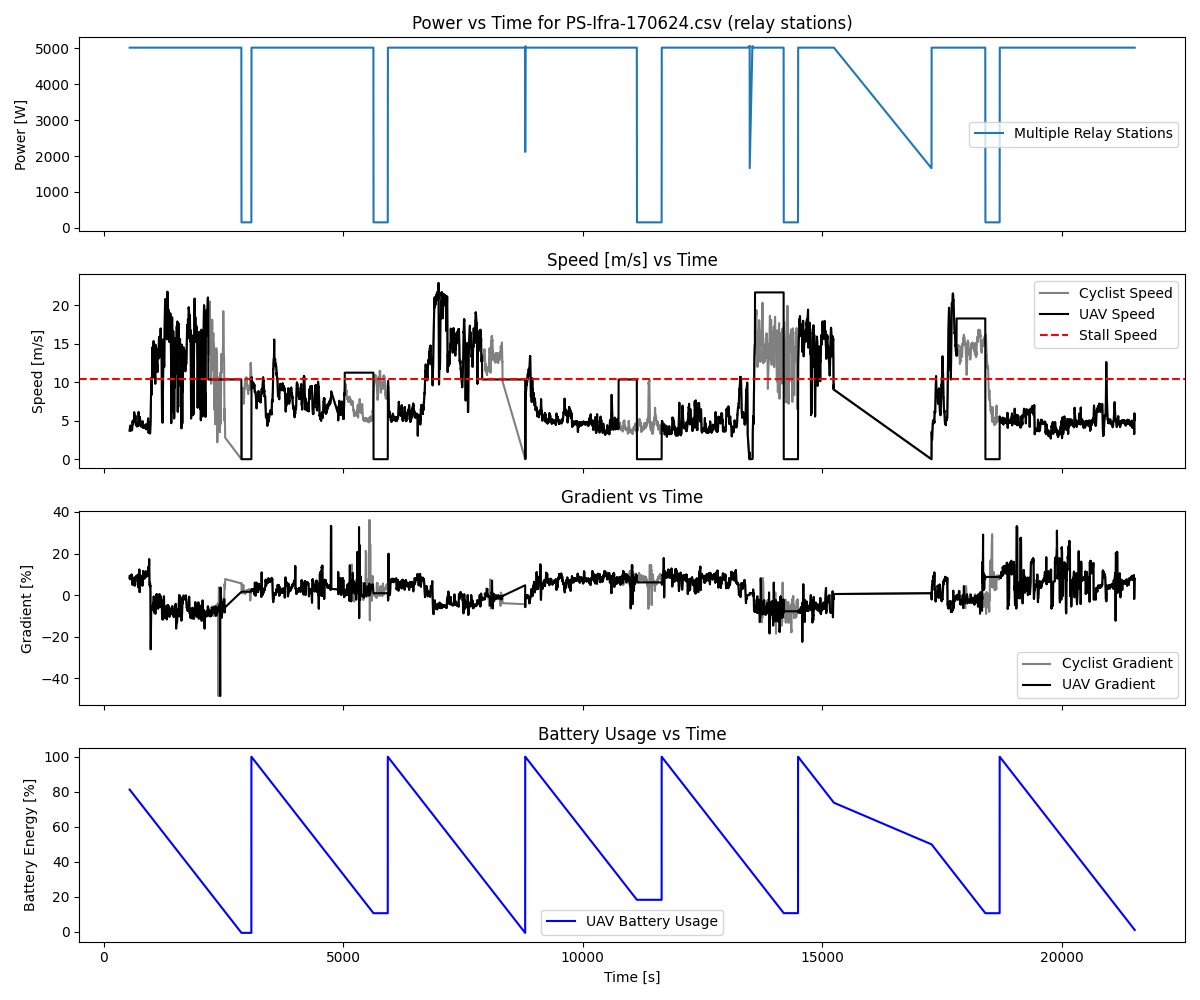 Power vs Time for PS-Ifra-170624.csv (relay stations)
5000
4000
3000
2000
1000
0
Power [W]
Multiple Relay Stations
Speed [m/s] vs Time
20
15
10
5
0
Speed [m/s]
Cyclist Speed
UAV Speed
Stall Speed
Gradient vs Time
40
20
0
−20
−40
Gradient [%]
Cyclist Gradient
UAV Gradient
Battery Usage vs Time
100
80
60
40
20
0
Battery Energy [%]
UAV Battery Usage
0 5000 10000 15000 20000
Time [s]